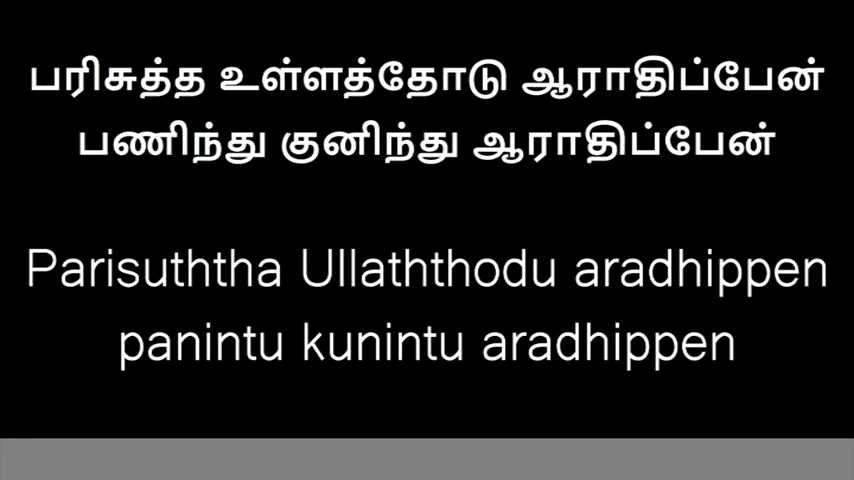 பரிசுத்த உள்ளத்தோடு ஆராதிப்பேன்
பணிந்து குனிந்து ஆராதிப்பேன்
Parisuththa Ullaththodu aradhippen
panintu kunintu aradhippen